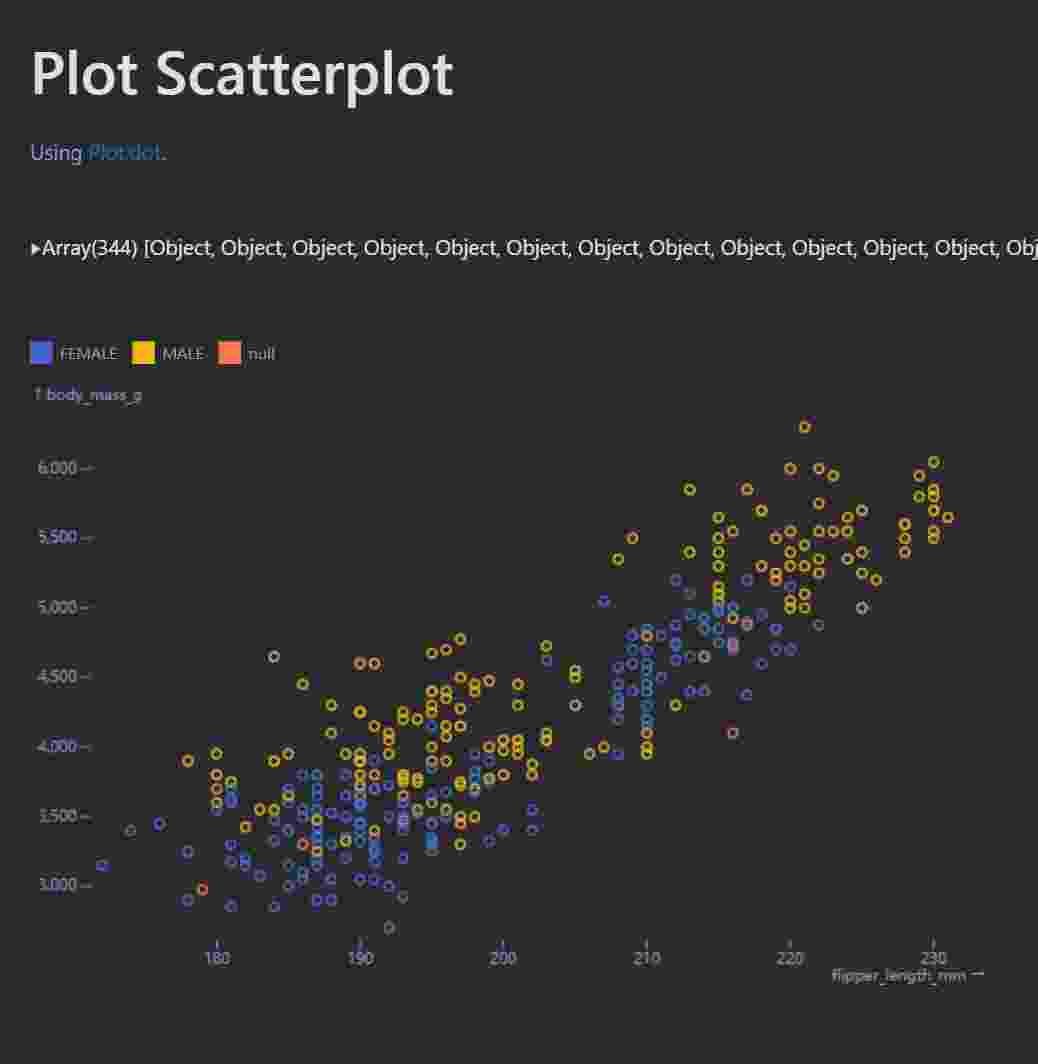 Plot Scatterplot
Using Plot.dot.
▸Array(344) [Object, Object, Object, Object, Object, Object, Object, Object, Object, Object, Object, Object, Obj
FEMALE MALE null
↑ body_mass_g
6,000
5,500
5,000
4,500
4,000
3,500
3,000
180 190 200 210 220 230
flipper_length_mm →